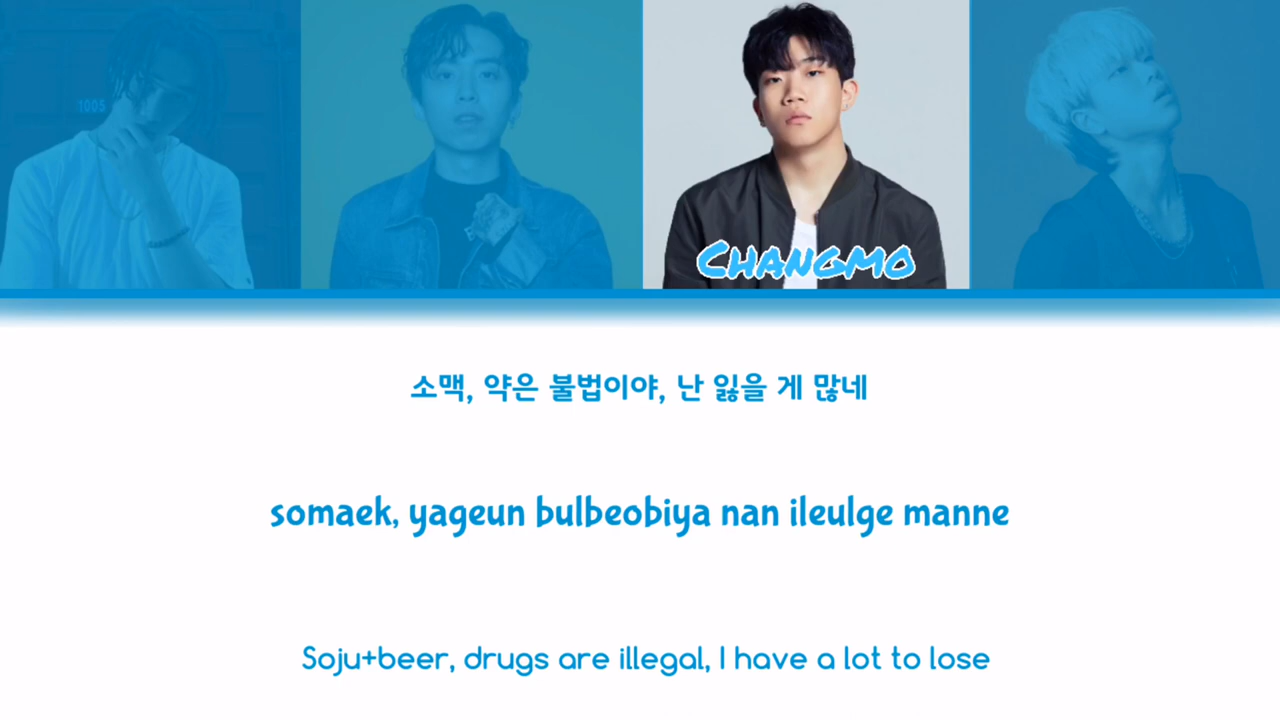 1005
CHANGMO
소맥, 약은 불법이야, 난 잃을 게 많네
somaek, yageun bulbeobiya nan ileulge manne
Soju+beer, drugs are illegal, I have a lot to lose